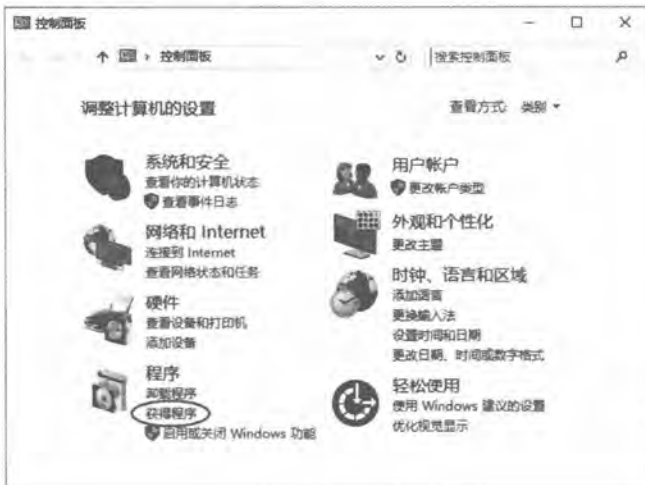 控制面板
控制面板
搜索控制面板
调整计算机的设置
查看方式: 类别
系统和安全
查看你的计算机状态
查看事件日志
网络和 Internet
连接到 Internet
查看网络状态和任务
硬件
查看设备和打印机
添加设备
程序
卸载程序
获得程序
启用或关闭 Windows 功能
用户帐户
更改帐户类型
外观和个性化
更改主题
时钟、语言和区域
添加语言
更换输入法
设置时间和日期
更改日期、时间或数字格式
轻松使用
使用 Windows 建议的设置
优化视觉显示